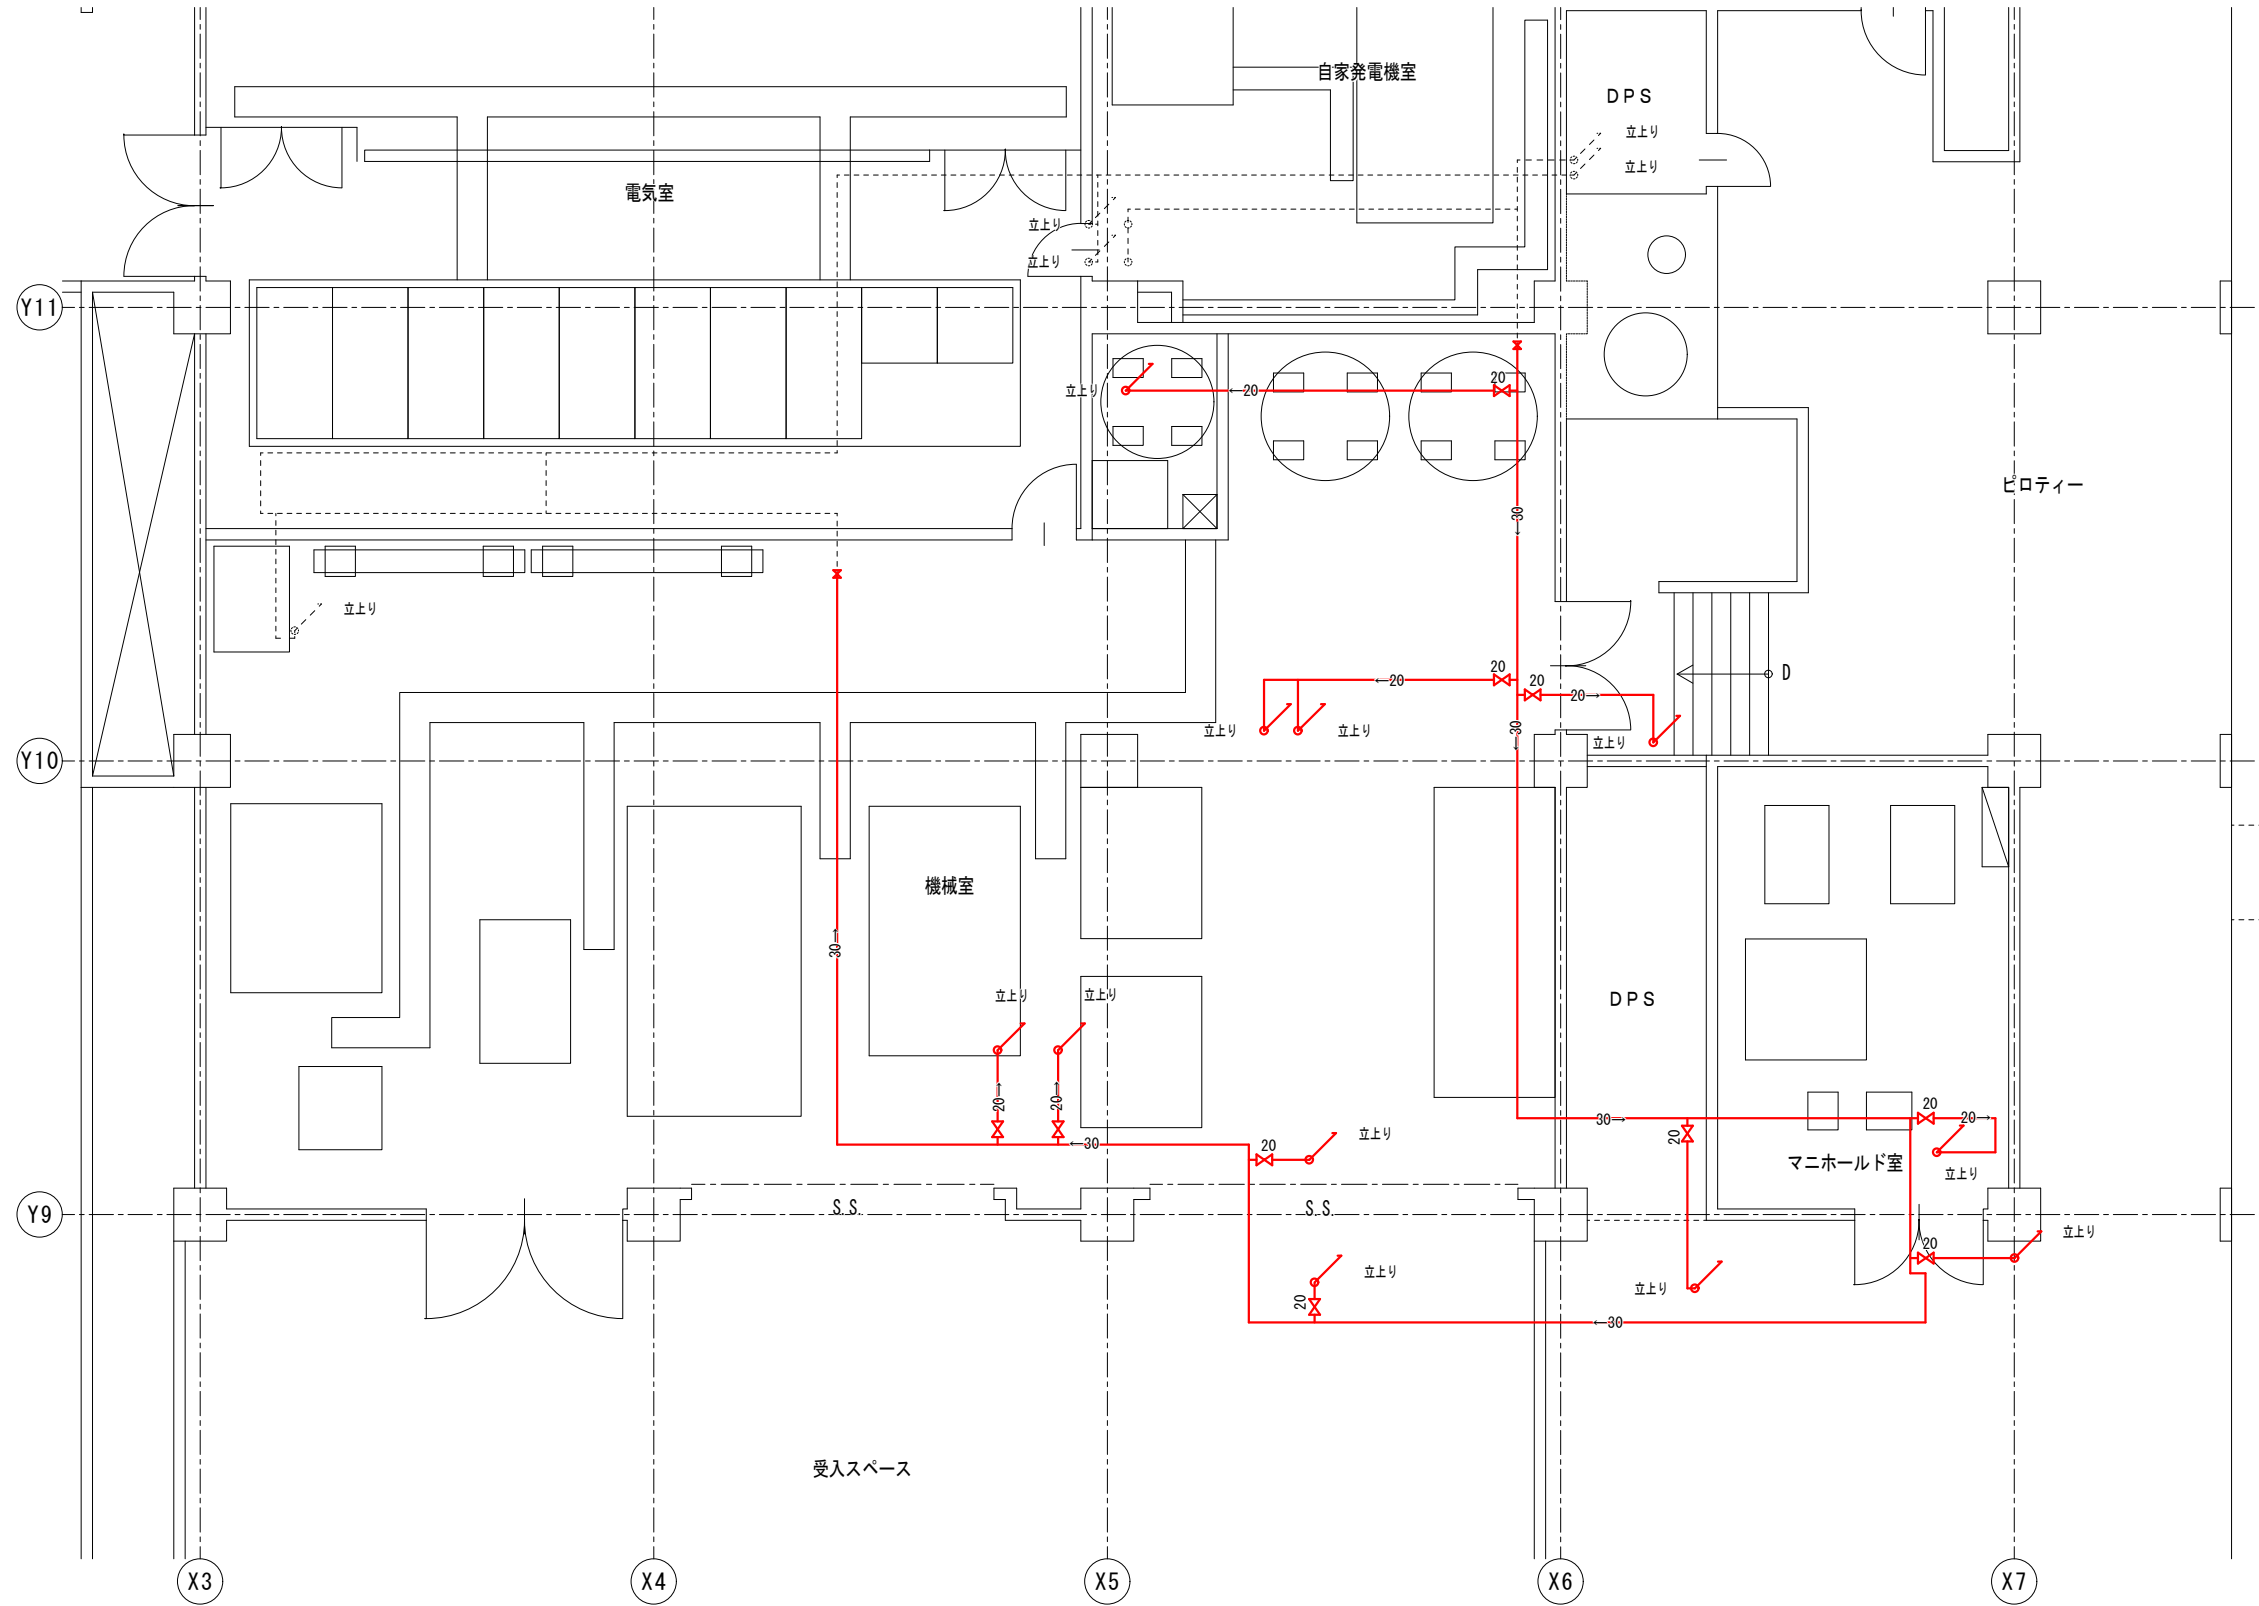 自家発電機室
DPS
立上り
立上り
電気室
立上り
立上り
Y11
20
立上り
←20
ピロティー
30→
立上り
20
←20
20
20→
D
立上り
立上り
立上り
30→
Y10
機械室
30→
立上り
立上り
DPS
20→
20→
20
20→
30→
立上り
20
←30
20
マニホールド室
立上り
S.S.
S.S.
Y9
立上り
20
立上り
立上り
20
←30
受入スペース
X3
X4
X5
X6
X7